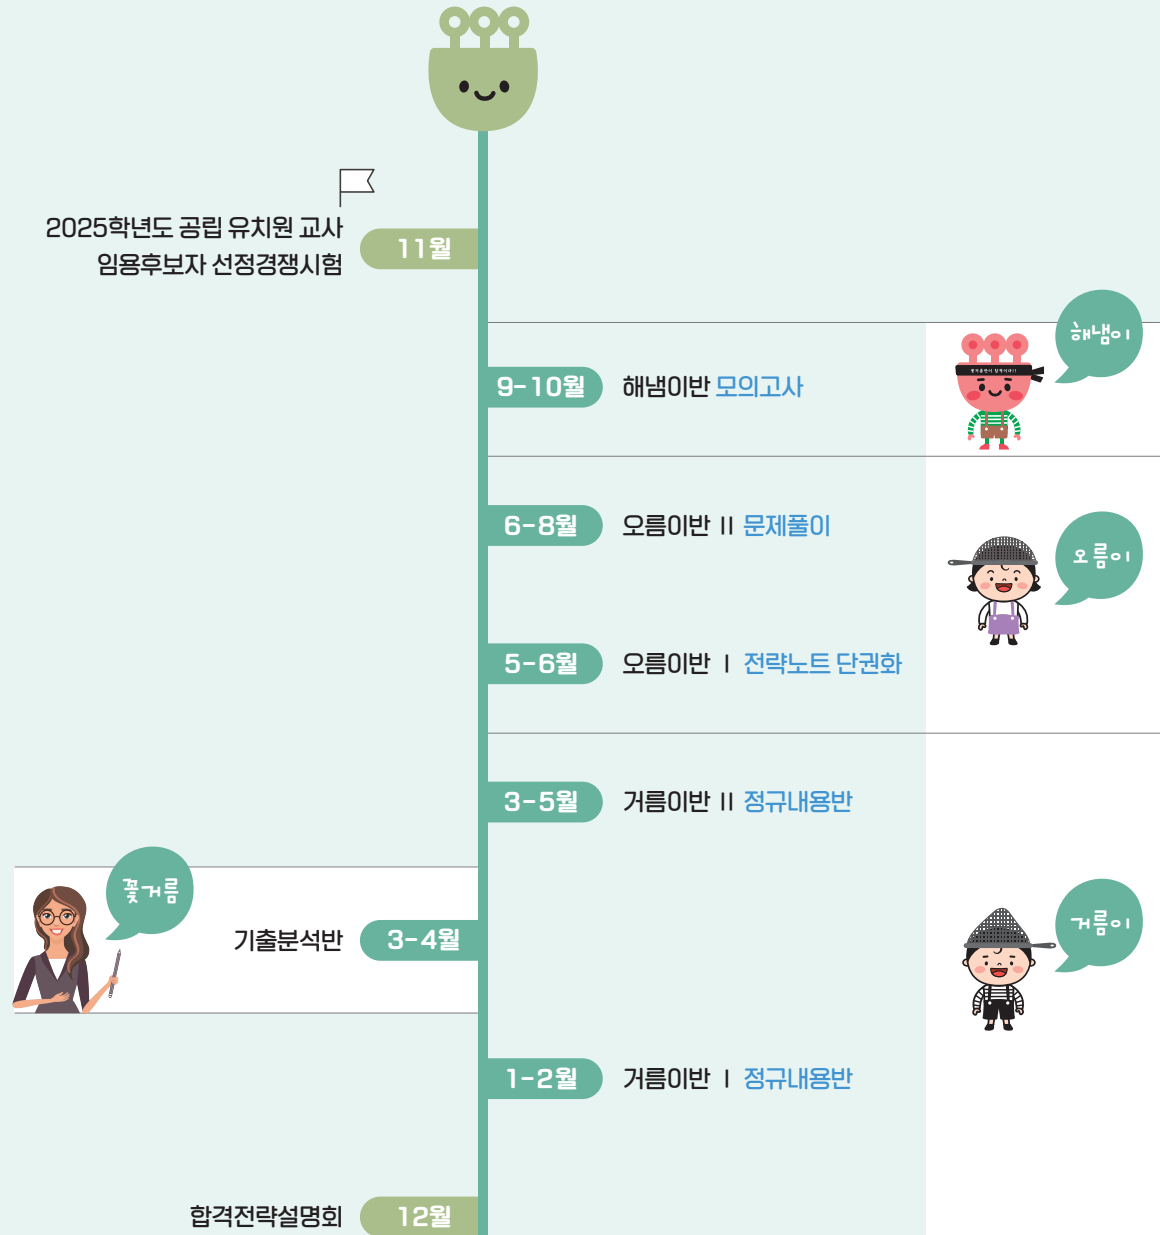 2025학년도 공립 유치원 교사
임용후보자 선정경쟁시험
11월
해냄이
9-10월 해냄이반 모의고사
6-8월 오름이반 II 문제풀이
오름이
5-6월 오름이반 I 전략노트 단권화
3-5월 거름이반 II 정규내용반
꽃거름
기출분석반 3-4월
거름이
1-2월 거름이반 I 정규내용반
합격전략설명회 12월